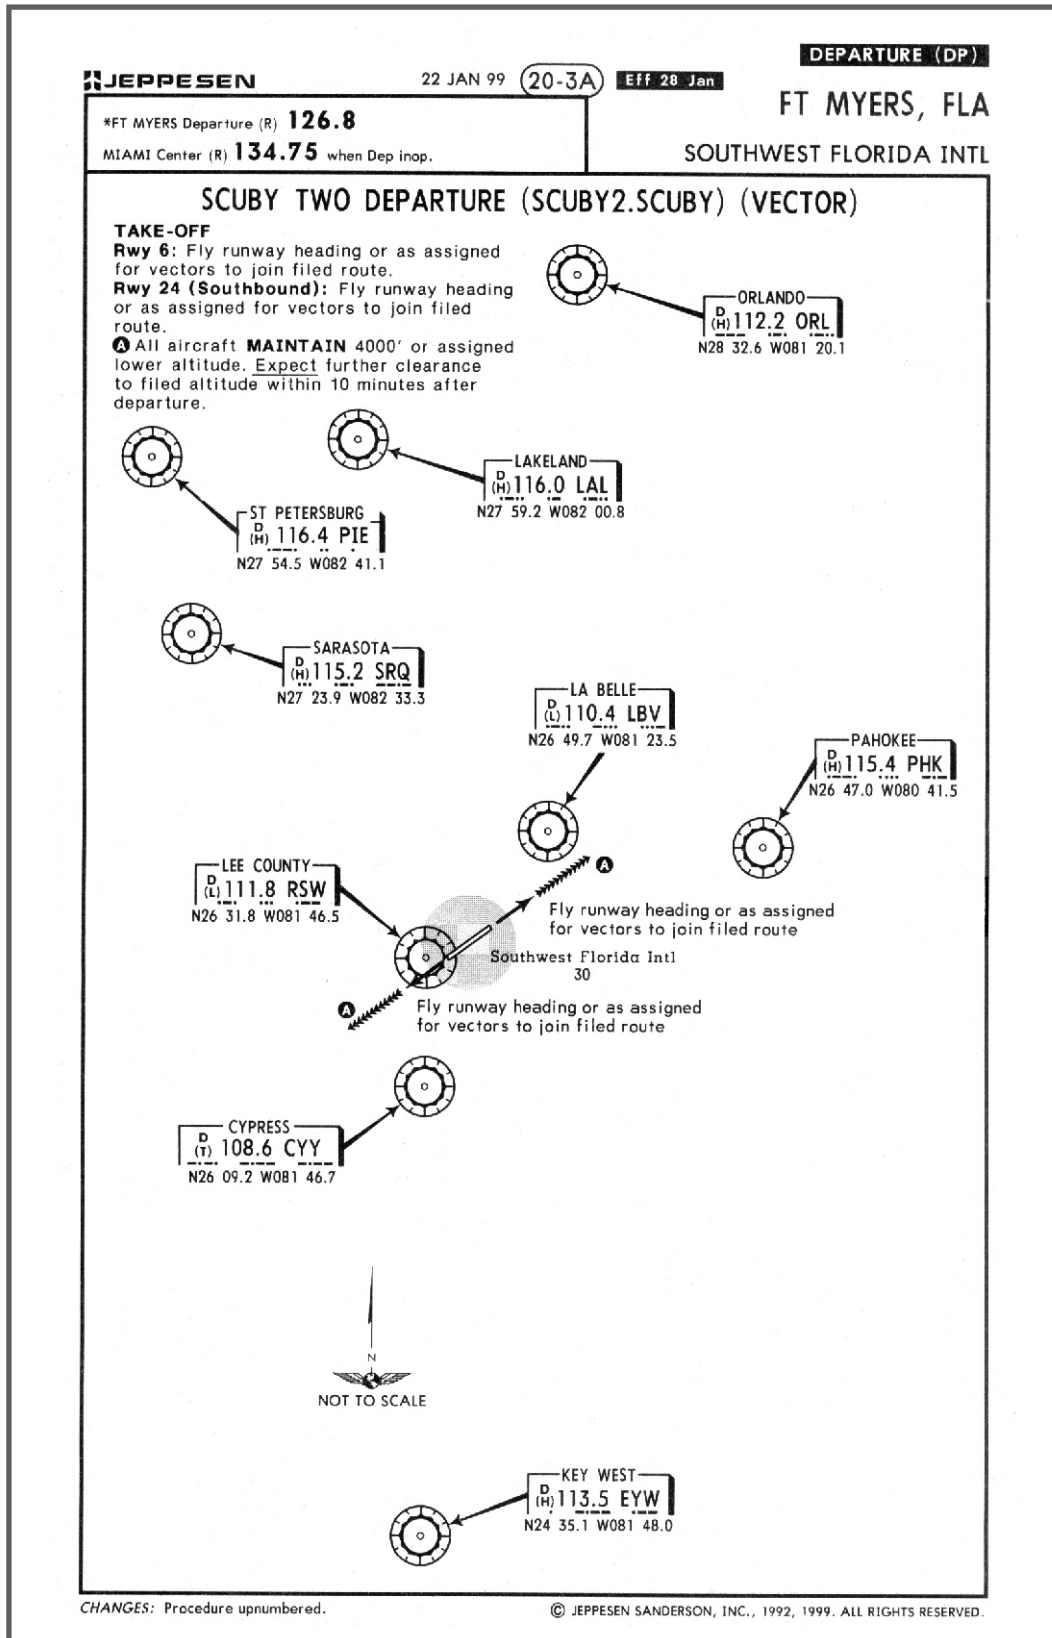 DEPARTURE (DP)
JEPPESEN 22 JAN 99 20-3A Eff 28 Jan
FT MYERS, FLA
*FT MYERS Departure (R) 126.8
MIAMI Center (R) 134.75 when Dep inop.
SOUTHWEST FLORIDA INTL
SCUBY TWO DEPARTURE (SCUBY2.SCUBY) (VECTOR)
TAKE-OFF
Rwy 6: Fly runway heading or as assigned
for vectors to join filed route.
Rwy 24 (Southbound): Fly runway heading
or as assigned for vectors to join filed
route.
A All aircraft MAINTAIN 4000' or assigned
lower altitude. Expect further clearance
to filed altitude within 10 minutes after
departure.
ORLANDO
D
(H) 112.2 ORL
N28 32.6 W081 20.1
LAKELAND
D
(H) 116.0 LAL
N27 59.2 W082 00.8
ST PETERSBURG
D
(H) 116.4 PIE
N27 54.5 W082 41.1
SARASOTA
D
(H) 115.2 SRQ
N27 23.9 W082 33.3
LA BELLE
D
(L) 110.4 LBV
N26 49.7 W081 23.5
PAHOKEE
D
(H) 115.4 PHK
N26 47.0 W080 41.5
LEE COUNTY
D
(L) 111.8 RSW
N26 31.8 W081 46.5
A
Fly runway heading or as assigned
for vectors to join filed route
Southwest Florida Intl
30
A
Fly runway heading or as assigned
for vectors to join filed route
CYPRESS
D
(T) 108.6 CYY
N26 09.2 W081 46.7
N
NOT TO SCALE
KEY WEST
D
(H) 113.5 EYW
N24 35.1 W081 48.0
CHANGES: Procedure upnumbered.
© JEPPESEN SANDERSON, INC., 1992, 1999. ALL RIGHTS RESERVED.